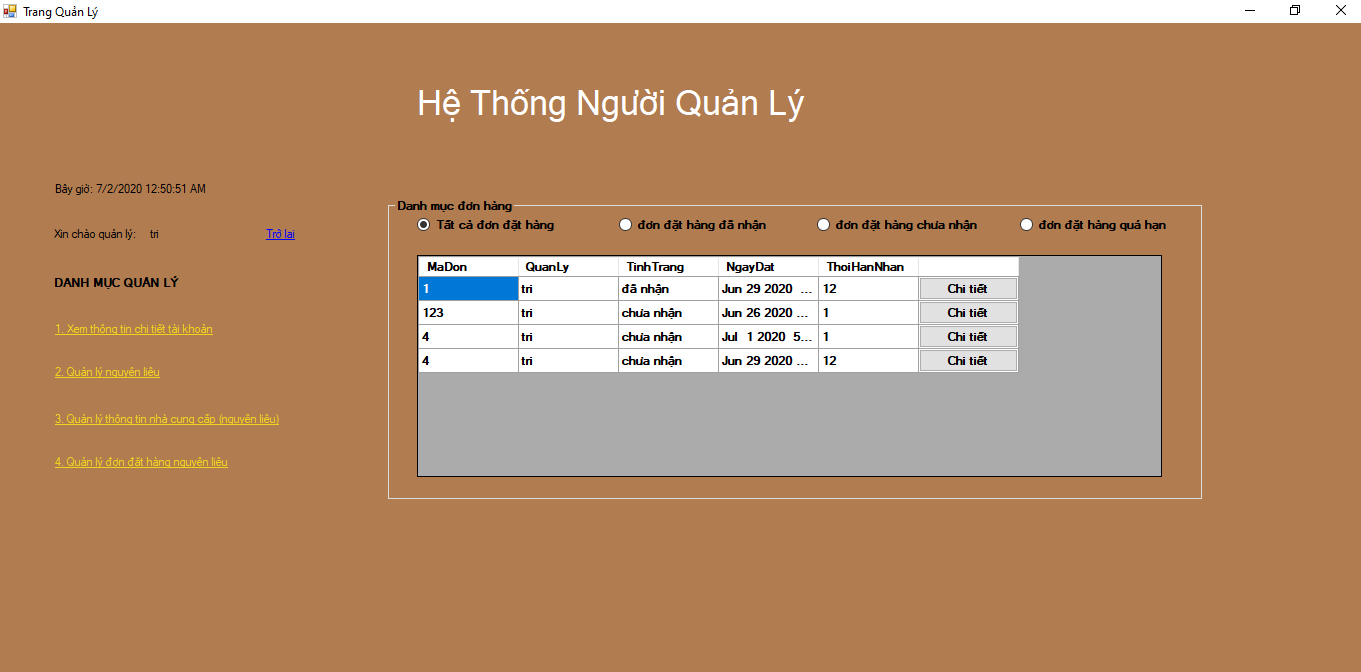 Trang Quản Lý
Hệ Thống Người Quản Lý
Bây giờ: 7/2/2020 12:50:51 AM
Xin chào quản lý: tri Trở lại
DANH MỤC QUẢN LÝ
1. Xem thông tin chi tiết tài khoản
2. Quản lý nguyên liệu
3. Quản lý thông tin nhà cung cấp (nguyên liệu)
4. Quản lý đơn đặt hàng nguyên liệu
Danh mục đơn hàng
Tất cả đơn đặt hàng đơn đặt hàng đã nhận đơn đặt hàng chưa nhận đơn đặt hàng quá hạn
MaDon QuanLy TinhTrang NgayDat ThoiHanNhan
1 tri đã nhận Jun 29 2020 ... 12 Chi tiết
123 tri chưa nhận Jun 26 2020 ... 1 Chi tiết
4 tri chưa nhận Jul 1 2020 5... 1 Chi tiết
4 tri chưa nhận Jun 29 2020 ... 12 Chi tiết